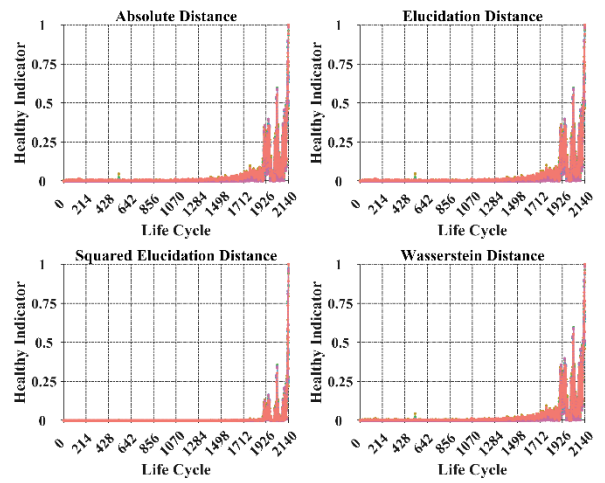 Absolute Distance
Healthy Indicator
1
0.75
0.5
0.25
0
0 214 428 642 856 1070 1284 1498 1712 1926 2140
Life Cycle
Elucidation Distance
Healthy Indicator
1
0.75
0.5
0.25
0
0 214 428 642 856 1070 1284 1498 1712 1926 2140
Life Cycle
Squared Elucidation Distance
Healthy Indicator
1
0.75
0.5
0.25
0
0 214 428 642 856 1070 1284 1498 1712 1926 2140
Life Cycle
Wasserstein Distance
Healthy Indicator
1
0.75
0.5
0.25
0
0 214 428 642 856 1070 1284 1498 1712 1926 2140
Life Cycle